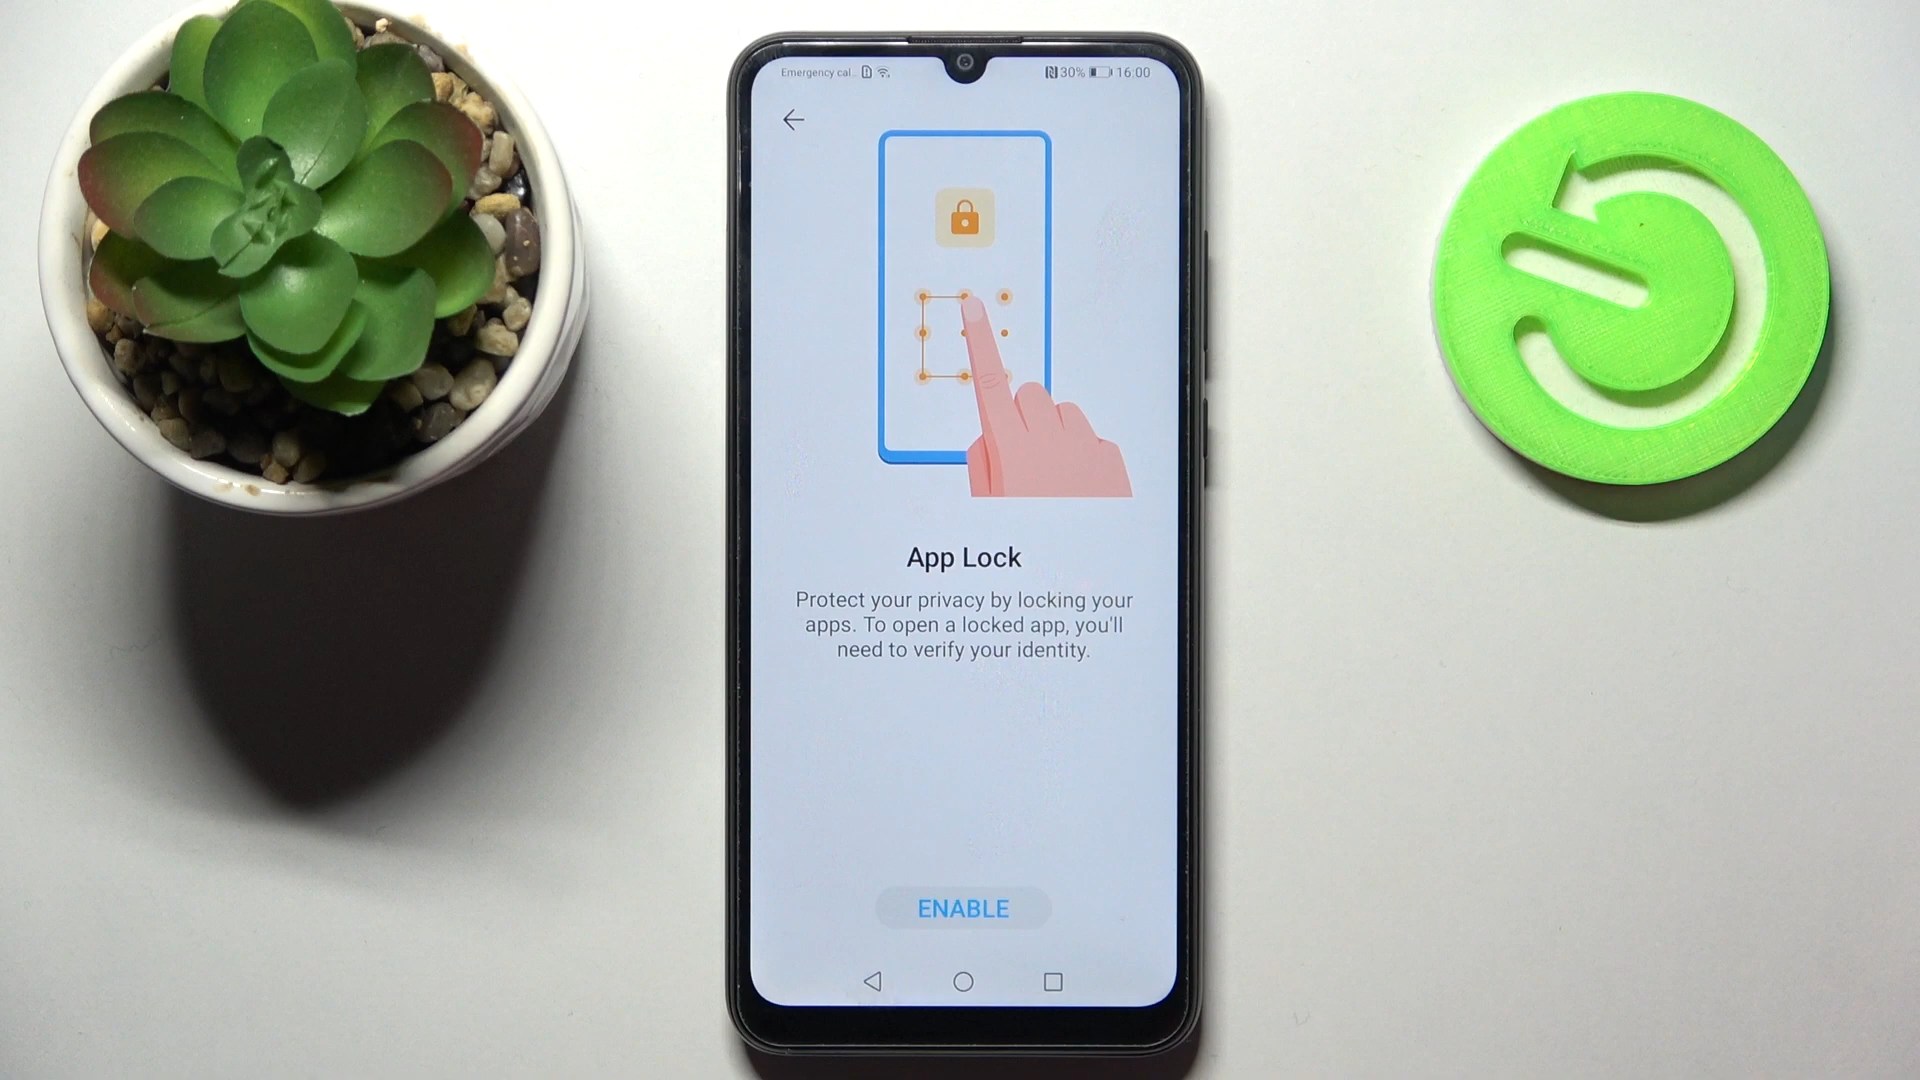 Emergency cal... 30% 16:00
App Lock
Protect your privacy by locking your
apps. To open a locked app, you'll
need to verify your identity.
ENABLE